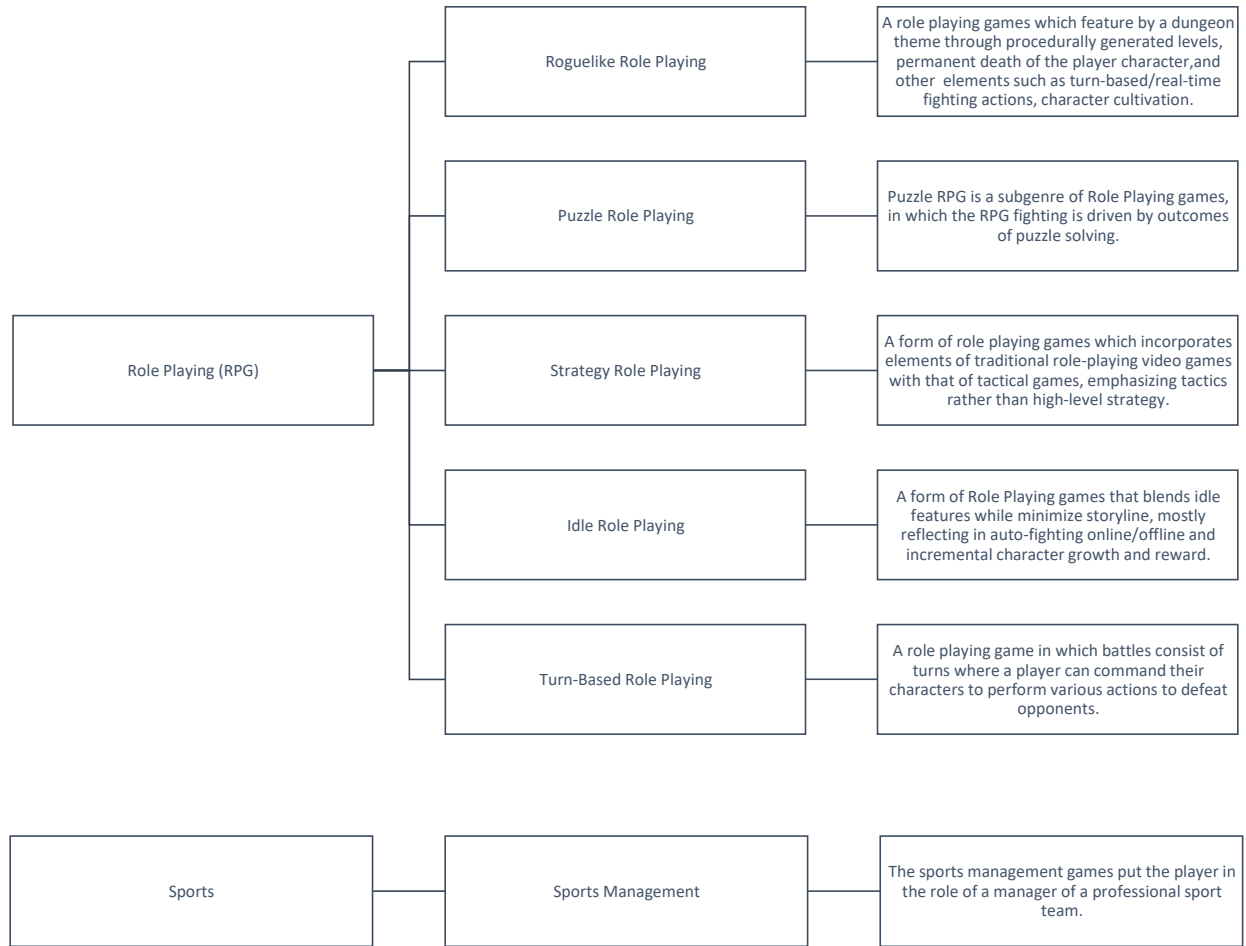 Roguelike Role Playing
A role playing games which feature by a dungeon
theme through procedurally generated levels,
permanent death of the player character,and
other elements such as turn-based/real-time
fighting actions, character cultivation.
Puzzle Role Playing
Puzzle RPG is a subgenre of Role Playing games,
in which the RPG fighting is driven by outcomes
of puzzle solving.
Role Playing (RPG)
Strategy Role Playing
A form of role playing games which incorporates
elements of traditional role-playing video games
with that of tactical games, emphasizing tactics
rather than high-level strategy.
Idle Role Playing
A form of Role Playing games that blends idle
features while minimize storyline, mostly
reflecting in auto-fighting online/offline and
incremental character growth and reward.
Turn-Based Role Playing
A role playing game in which battles consist of
turns where a player can command their
characters to perform various actions to defeat
opponents.
Sports
Sports Management
The sports management games put the player in
the role of a manager of a professional sport
team.